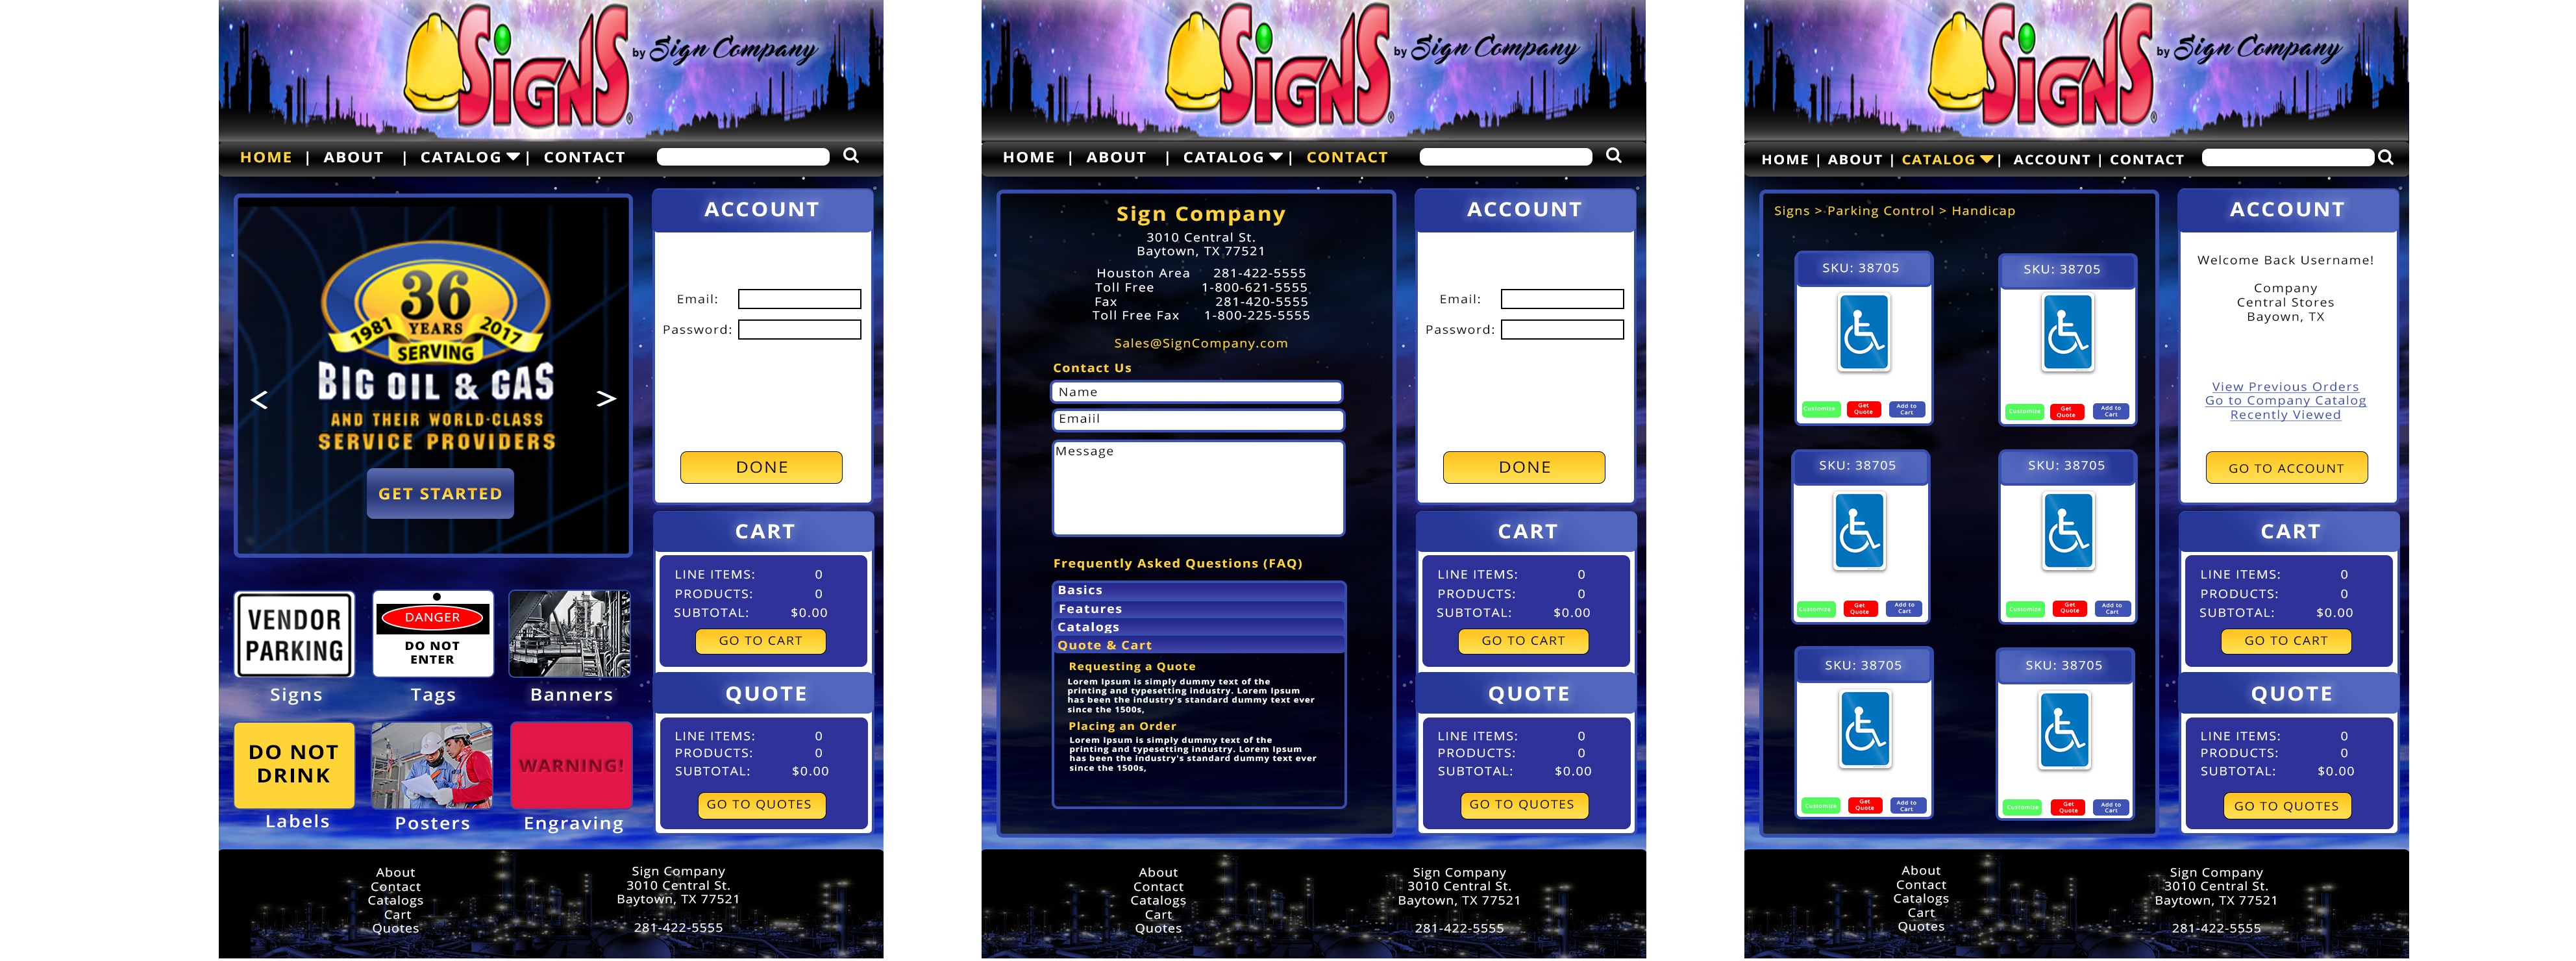 SiGNS® by Sign Company
HOME | ABOUT | CATALOG | CONTACT
36
YEARS
1981 2017
SERVING
BIG OIL & GAS
AND THEIR WORLD-CLASS
SERVICE PROVIDERS
< >
GET STARTED
VENDOR
PARKING
Signs
DANGER
DO NOT
ENTER
Tags
Banners
DO NOT
DRINK
Labels
Posters
WARNING!
Engraving
ACCOUNT
Email:
Password:
DONE
CART
LINE ITEMS: 0
PRODUCTS: 0
SUBTOTAL: $0.00
GO TO CART
QUOTE
LINE ITEMS: 0
PRODUCTS: 0
SUBTOTAL: $0.00
GO TO QUOTES
About
Contact
Catalogs
Cart
Quotes
Sign Company
3010 Central St.
Baytown, TX 77521
281-422-5555
SiGNS® by Sign Company
HOME | ABOUT | CATALOG | CONTACT
Sign Company
3010 Central St.
Baytown, TX 77521
Houston Area 281-422-5555
Toll Free 1-800-621-5555
Fax 281-420-5555
Toll Free Fax 1-800-225-5555
Sales@SignCompany.com
Contact Us
Name
Emaiil
Message
Frequently Asked Questions (FAQ)
Basics
Features
Catalogs
Quote & Cart
Requesting a Quote
Lorem Ipsum is simply dummy text of the
printing and typesetting industry. Lorem Ipsum
has been the industry's standard dummy text ever
since the 1500s,
Placing an Order
Lorem Ipsum is simply dummy text of the
printing and typesetting industry. Lorem Ipsum
has been the industry's standard dummy text ever
since the 1500s,
ACCOUNT
Email:
Password:
DONE
CART
LINE ITEMS: 0
PRODUCTS: 0
SUBTOTAL: $0.00
GO TO CART
QUOTE
LINE ITEMS: 0
PRODUCTS: 0
SUBTOTAL: $0.00
GO TO QUOTES
About
Contact
Catalogs
Cart
Quotes
Sign Company
3010 Central St.
Baytown, TX 77521
281-422-5555
SiGNS® by Sign Company
HOME | ABOUT | CATALOG | ACCOUNT | CONTACT
Signs > Parking Control > Handicap
SKU: 38705
Customize
Get
Quote
Add to
Cart
SKU: 38705
Customize
Get
Quote
Add to
Cart
SKU: 38705
Customize
Get
Quote
Add to
Cart
SKU: 38705
Customize
Get
Quote
Add to
Cart
SKU: 38705
Customize
Get
Quote
Add to
Cart
SKU: 38705
Customize
Get
Quote
Add to
Cart
ACCOUNT
Welcome Back Username!
Company
Central Stores
Bayown, TX
View Previous Orders
Go to Company Catalog
Recently Viewed
GO TO ACCOUNT
CART
LINE ITEMS: 0
PRODUCTS: 0
SUBTOTAL: $0.00
GO TO CART
QUOTE
LINE ITEMS: 0
PRODUCTS: 0
SUBTOTAL: $0.00
GO TO QUOTES
About
Contact
Catalogs
Cart
Quotes
Sign Company
3010 Central St.
Baytown, TX 77521
281-422-5555